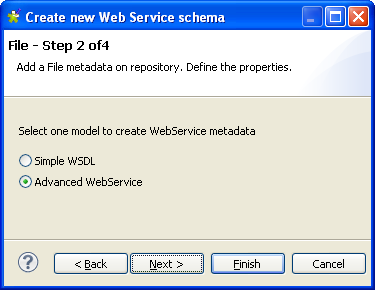 Create new Web Service schema
File - Step 2 of4
Add a File metadata on repository. Define the properties.
Select one model to create WebService metadata
Simple WSDL
Advanced WebService
? < Back Next > Finish Cancel